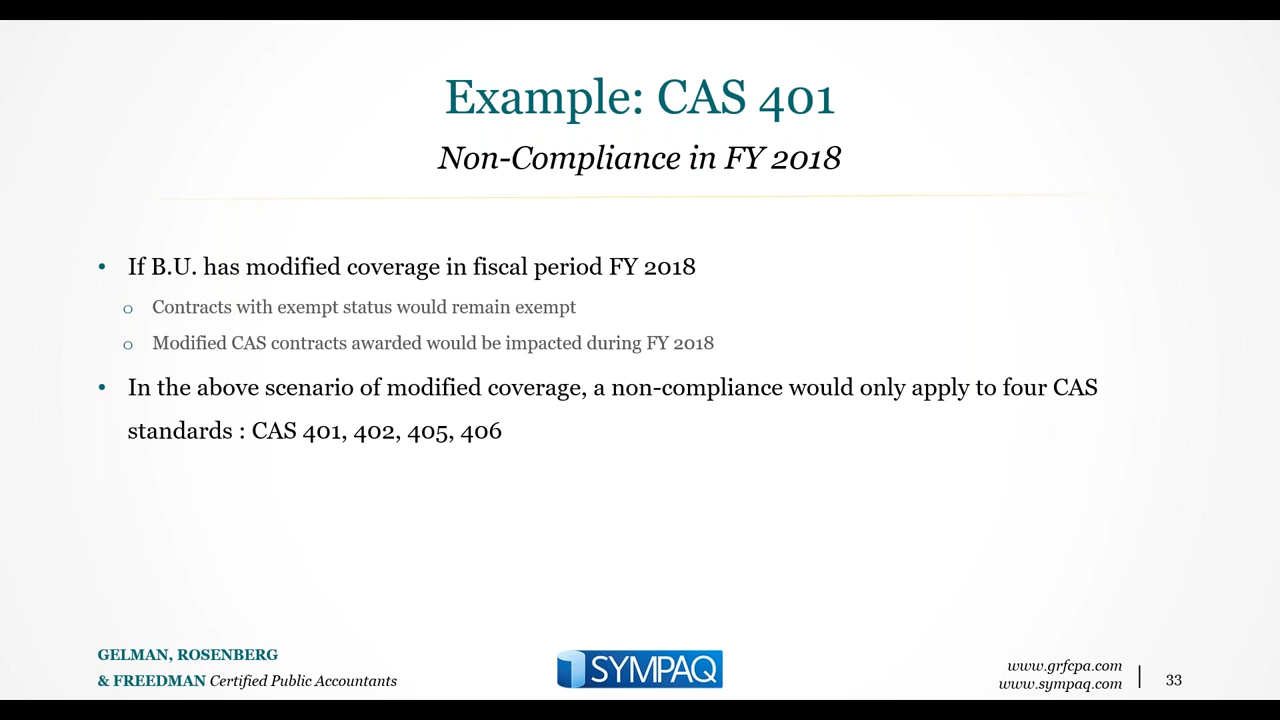 Example: CAS 401
Non-Compliance in FY 2018
• If B.U. has modified coverage in fiscal period FY 2018
o Contracts with exempt status would remain exempt
o Modified CAS contracts awarded would be impacted during FY 2018
• In the above scenario of modified coverage, a non-compliance would only apply to four CAS
standards : CAS 401, 402, 405, 406
GELMAN, ROSENBERG
& FREEDMAN Certified Public Accountants
SYMPAQ
www.grfcpa.com
www.sympaq.com
33